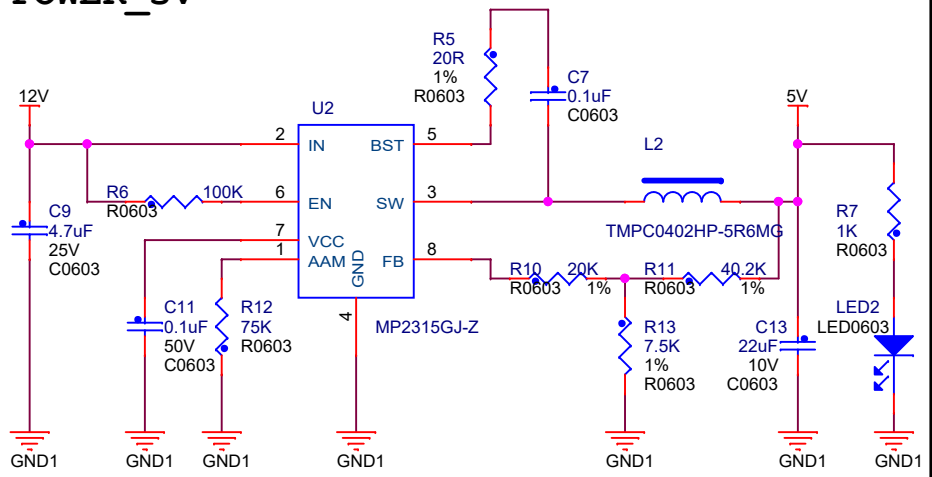 POWER_5V
R5
20R
1%
R0603
C7
0.1uF
C0603
12V
U2
5V
2
IN
BST
5
L2
R6
100K
R0603
6
EN
SW
3
C9
4.7uF
25V
C0603
R7
1K
R0603
7
VCC
TMPC0402HP-5R6MG
1
AAM
GND
FB
8
R10
20K
R0603
1%
R11
40.2K
R0603
1%
C11
0.1uF
50V
C0603
R12
75K
R0603
4
MP2315GJ-Z
R13
7.5K
1%
R0603
C13
22uF
10V
C0603
LED2
LED0603
GND1
GND1
GND1
GND1
GND1
GND1
GND1